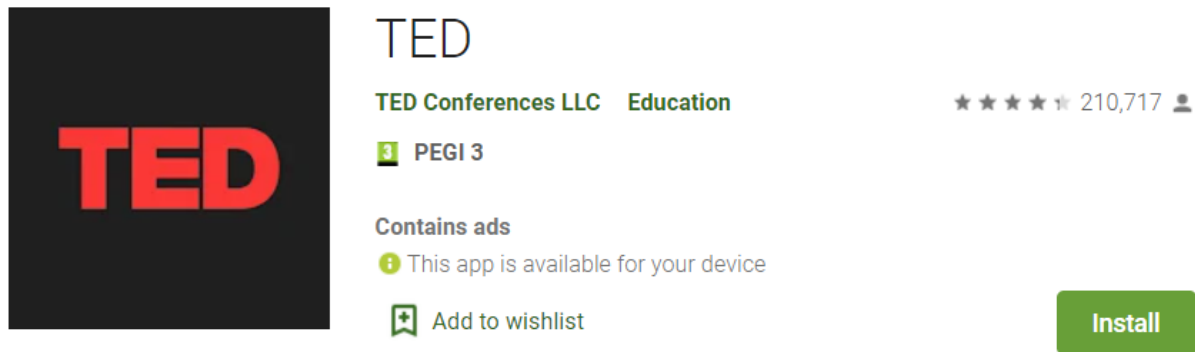 TED
TED
TED Conferences LLC Education
210,717
3 PEGI 3
Contains ads
This app is available for your device
Add to wishlist
Install